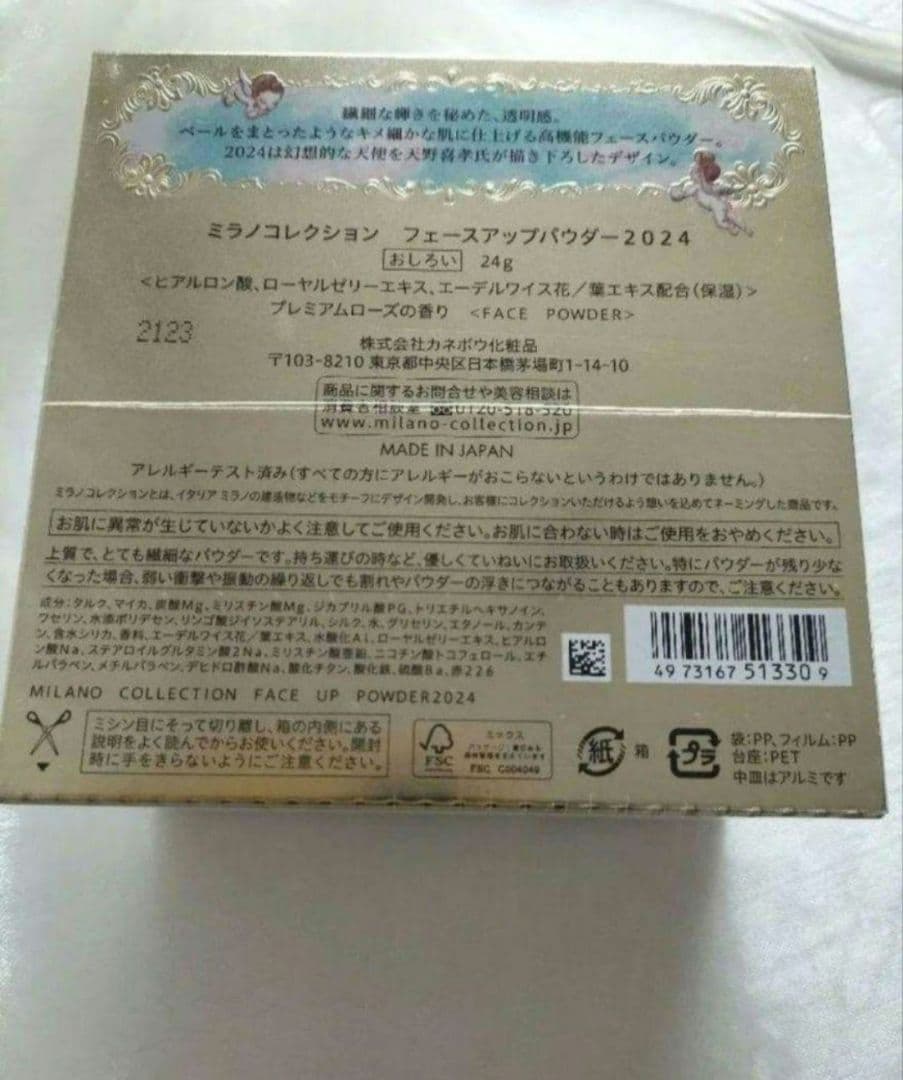 繊細な輝きを秘めた、透明感。
ベールをまとったようなキメ細かな肌に仕上げる高機能フェースパウダー。
2024は幻想的な天使を天野喜孝氏が描き下ろしたデザイン。
ミラノコレクション　フェースアップパウダー2024
おしろい　24g
<ヒアルロン酸、ローヤルゼリーエキス、エーデルワイス花／葉エキス配合(保湿)>
プレミアムローズの香り　<FACE POWDER>
2123
株式会社カネボウ化粧品
〒103-8210 東京都中央区日本橋茅場町1-14-10
商品に関するお問合せや美容相談は
消費者相談室 0120-518-520
www.milano-collection.jp
MADE IN JAPAN
アレルギーテスト済み(すべての方にアレルギーがおこらないというわけではありません。)
ミラノコレクションとは、イタリア ミラノの建造物などをモチーフにデザイン開発し、お客様にコレクションいただけるよう想いを込めてネーミングした商品です。
お肌に異常が生じていないかよく注意してご使用ください。お肌に合わない時はご使用をおやめください。
上質で、とても繊細なパウダーです。持ち運びの時など、優しくていねいにお取扱いください。特にパウダーが残り少な
くなった場合、弱い衝撃や振動の繰り返しでも割れやパウダーの浮きにつながることもありますので、ご注意ください。
成分:タルク、マイカ、炭酸Mg、ミリスチン酸Mg、ジカプリル酸PG、トリエチルヘキサノイン、
ワセリン、水添ポリデセン、リンゴ酸ジイソステアリル、シルク、水、グリセリン、エタノール、カンテ
ン、含水シリカ、香料、エーデルワイス花／葉エキス、水酸化Al、ローヤルゼリーエキス、ヒアルロ
ン酸Na、ステアロイルグルタミン酸2Na、ミリスチン酸亜鉛、ニコチン酸トコフェロール、エチ
ルパラベン、メチルパラベン、デヒドロ酢酸Na、酸化チタン、酸化鉄、硫酸Ba、赤226
4973167513309
MILANO COLLECTION FACE UP POWDER2024
ミシン目にそって切り離し、箱の内側にある
説明をよく読んでからお使いください。開封
時に手をきらないようにご注意ください。
FSC
ミックス
FSC C004049
紙 箱
プラ
袋:PP、フィルム:PP
台座:PET
中皿はアルミです